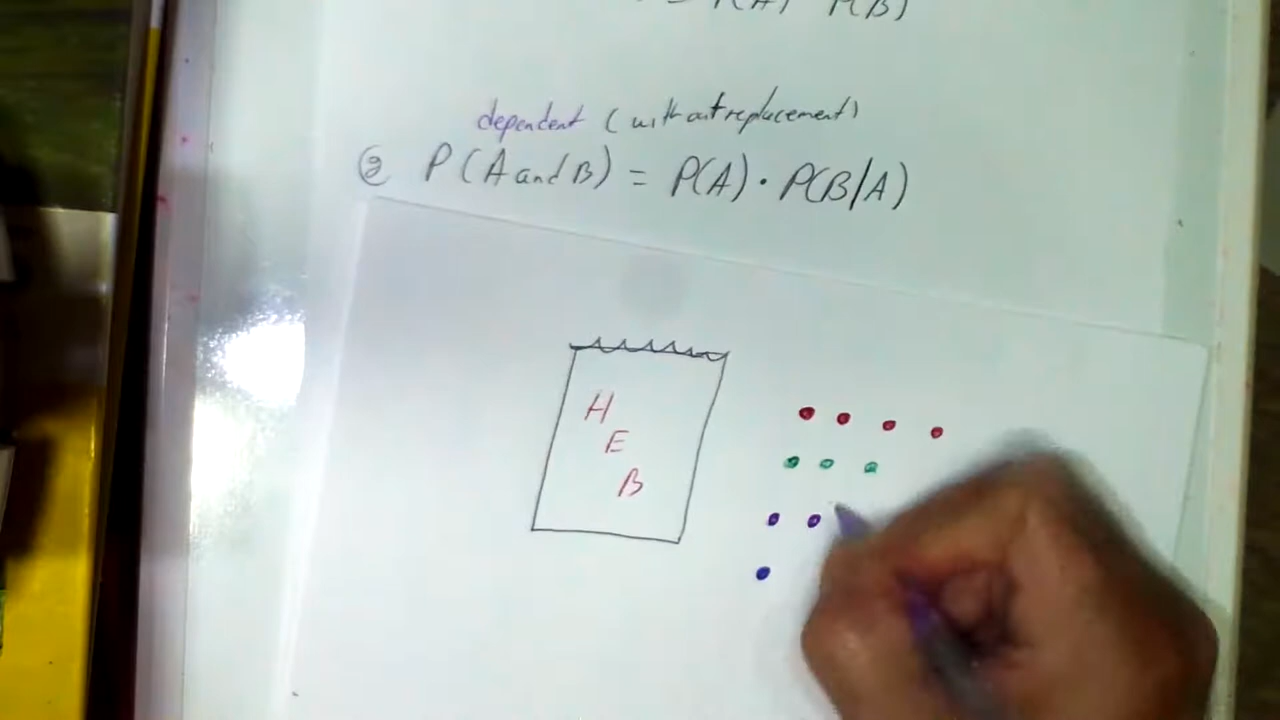 = P(A) P(B)
dependent (without replacement)
② P(A and B) = P(A) · P(B/A)
H
E
B